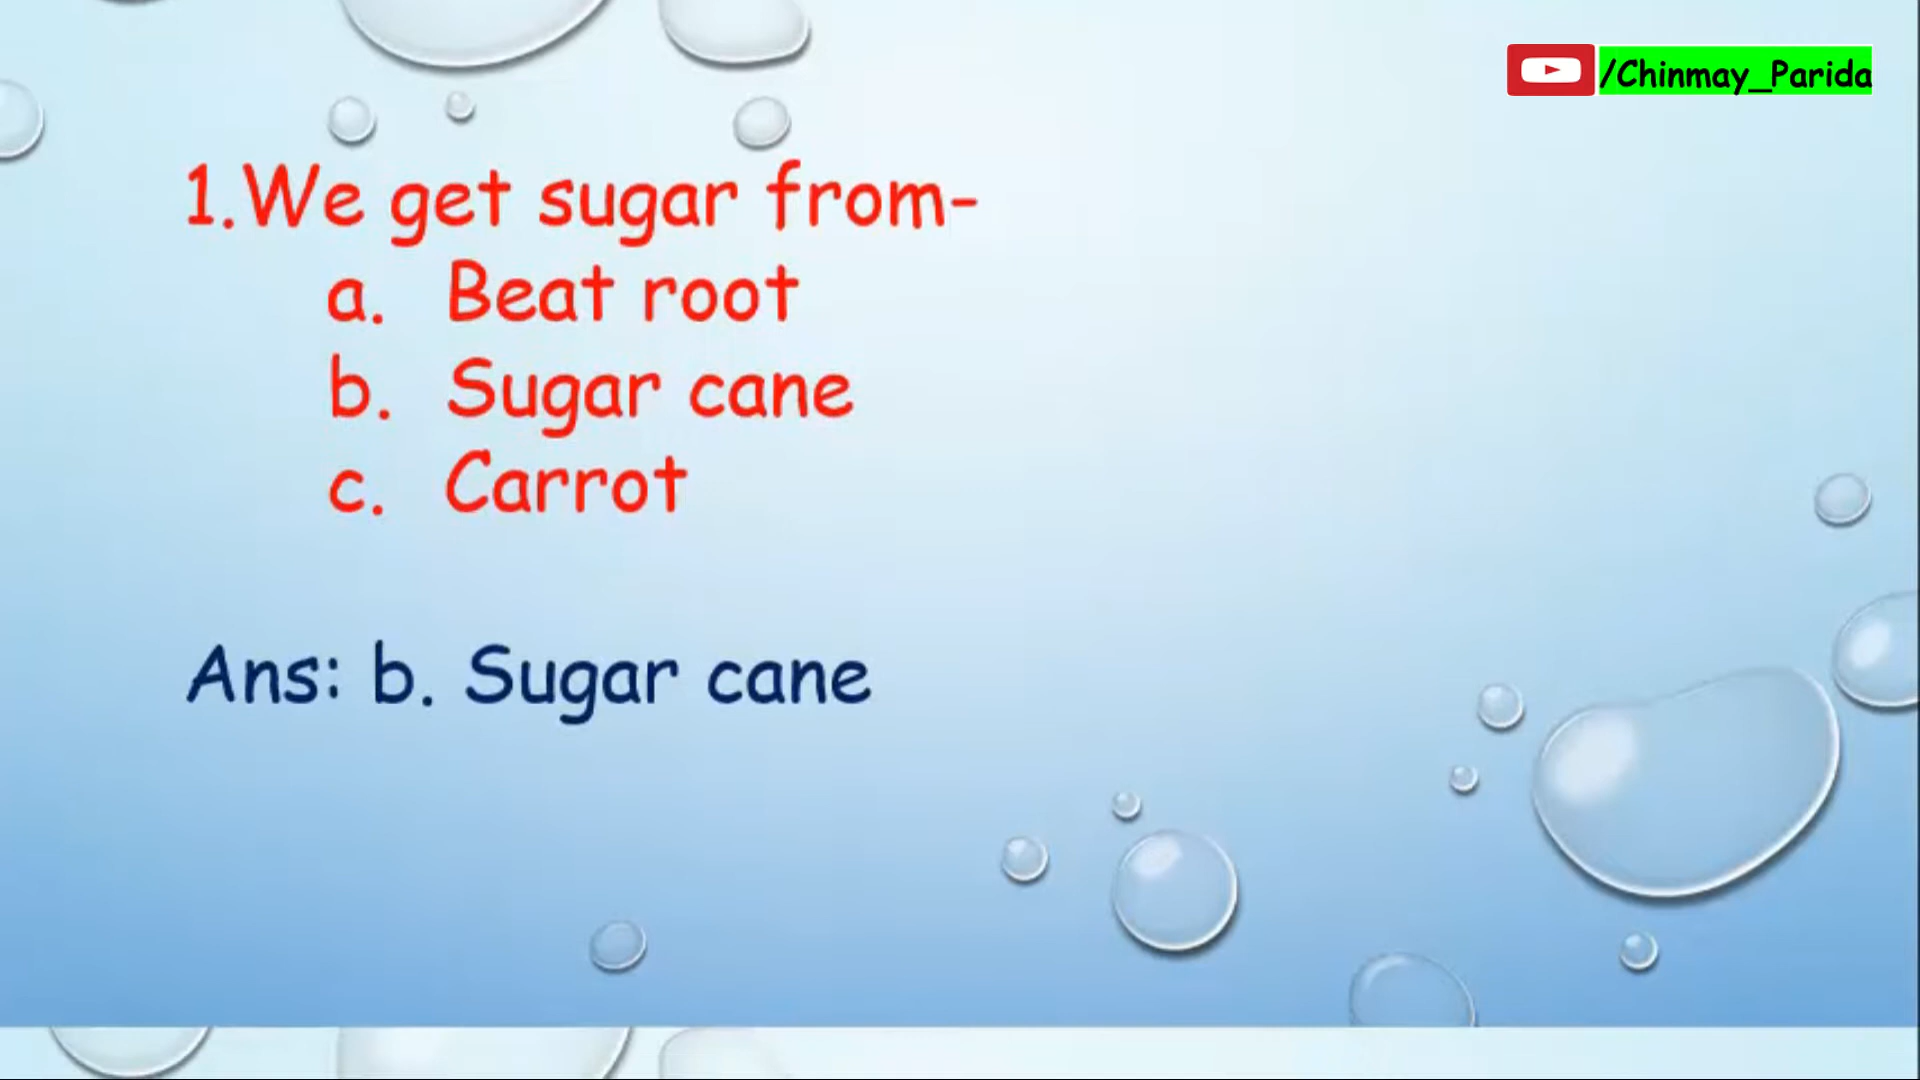 /Chinmay_Parida
1.We get sugar from-
a. Beat root
b. Sugar cane
c. Carrot
Ans: b. Sugar cane